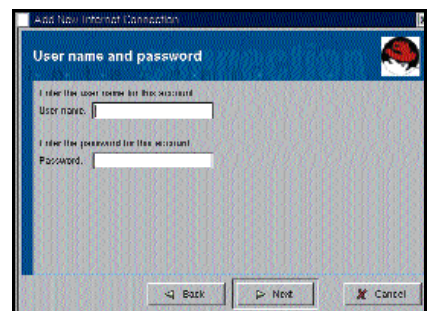 Add New Internet Connection
User name and password
Enter the user name for this account.
User name:
Enter the password for this account.
Password:
Back
Next
Cancel